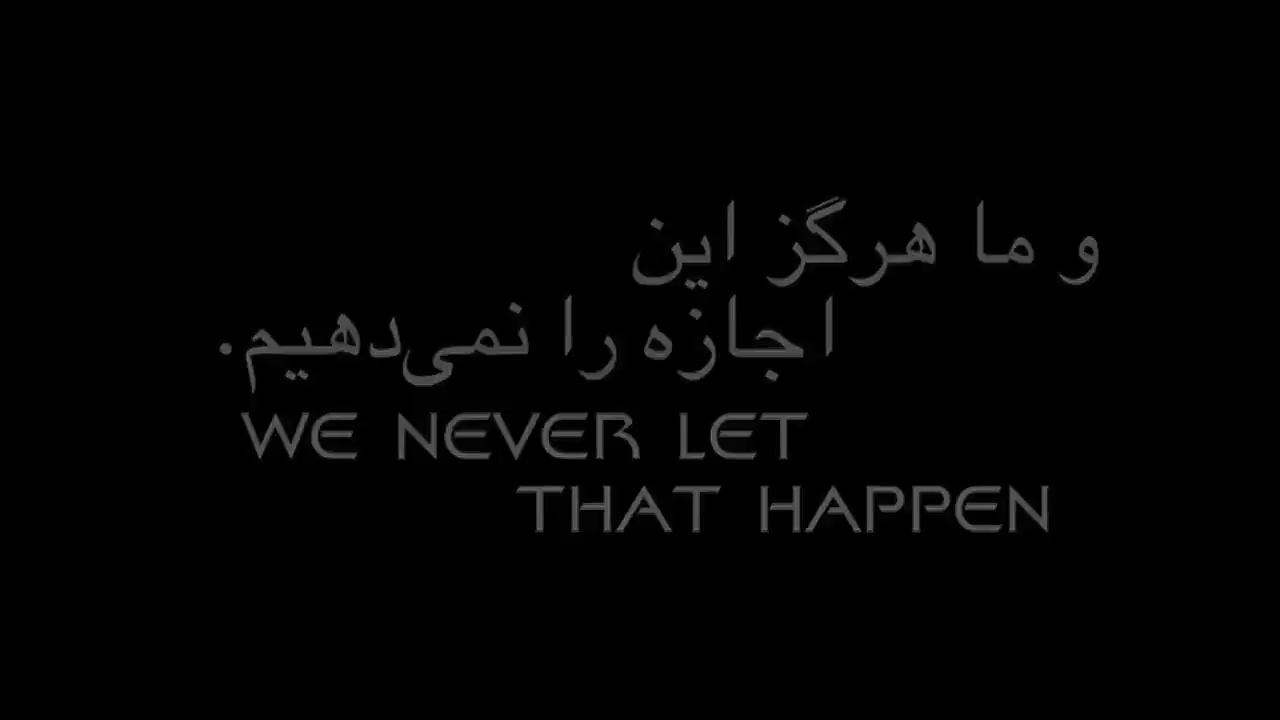 و ما هرگز این
اجازه را نمی‌دهیم.
WE NEVER LET
THAT HAPPEN